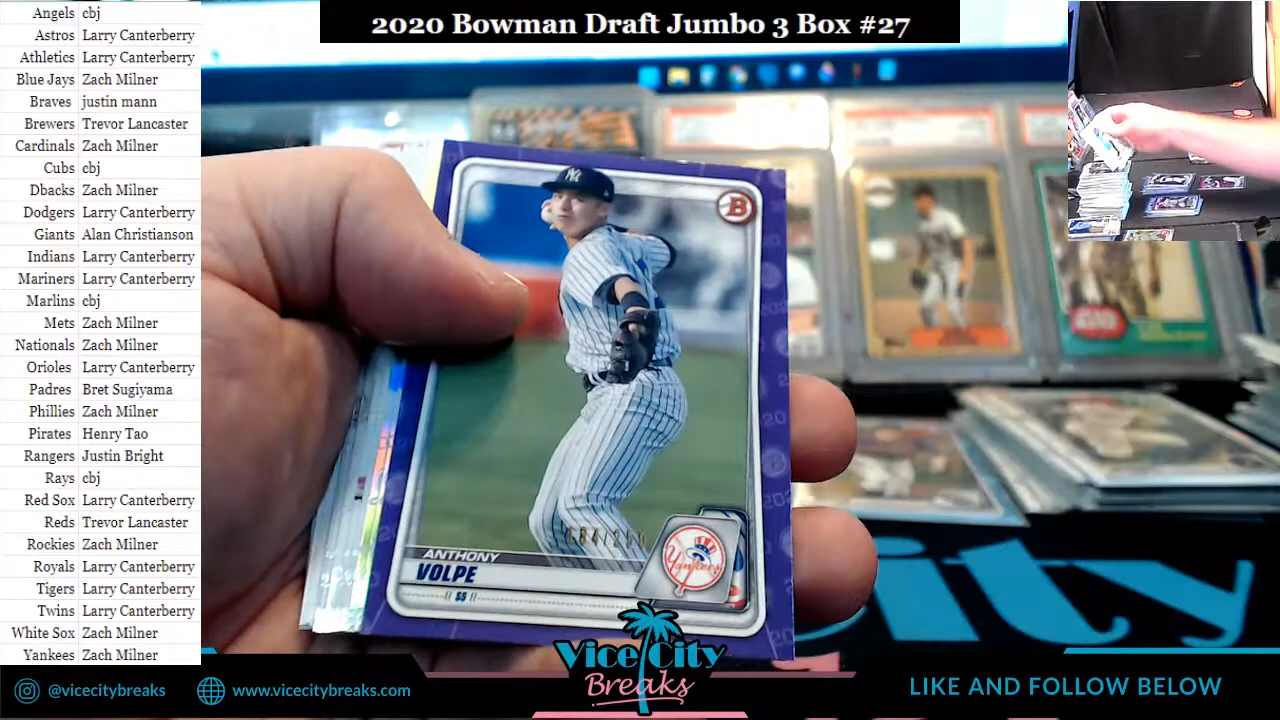 2020 Bowman Draft Jumbo 3 Box #27
Angels cbj
Astros Larry Canterberry
Athletics Larry Canterberry
Blue Jays Zach Milner
Braves justin mann
Brewers Trevor Lancaster
Cardinals Zach Milner
Cubs cbj
Dbacks Zach Milner
Dodgers Larry Canterberry
Giants Alan Christianson
Indians Larry Canterberry
Mariners Larry Canterberry
Marlins cbj
Mets Zach Milner
Nationals Zach Milner
Orioles Larry Canterberry
Padres Bret Sugiyama
Phillies Zach Milner
Pirates Henry Tao
Rangers Justin Bright
Rays cbj
Red Sox Larry Canterberry
Reds Trevor Lancaster
Rockies Zach Milner
Royals Larry Canterberry
Tigers Larry Canterberry
Twins Larry Canterberry
White Sox Zach Milner
Yankees Zach Milner
NY
B
ANTHONY
VOLPE
SS
Yankees
City
Vice City
Breaks
@vicecitybreaks
www.vicecitybreaks.com
LIKE AND FOLLOW BELOW